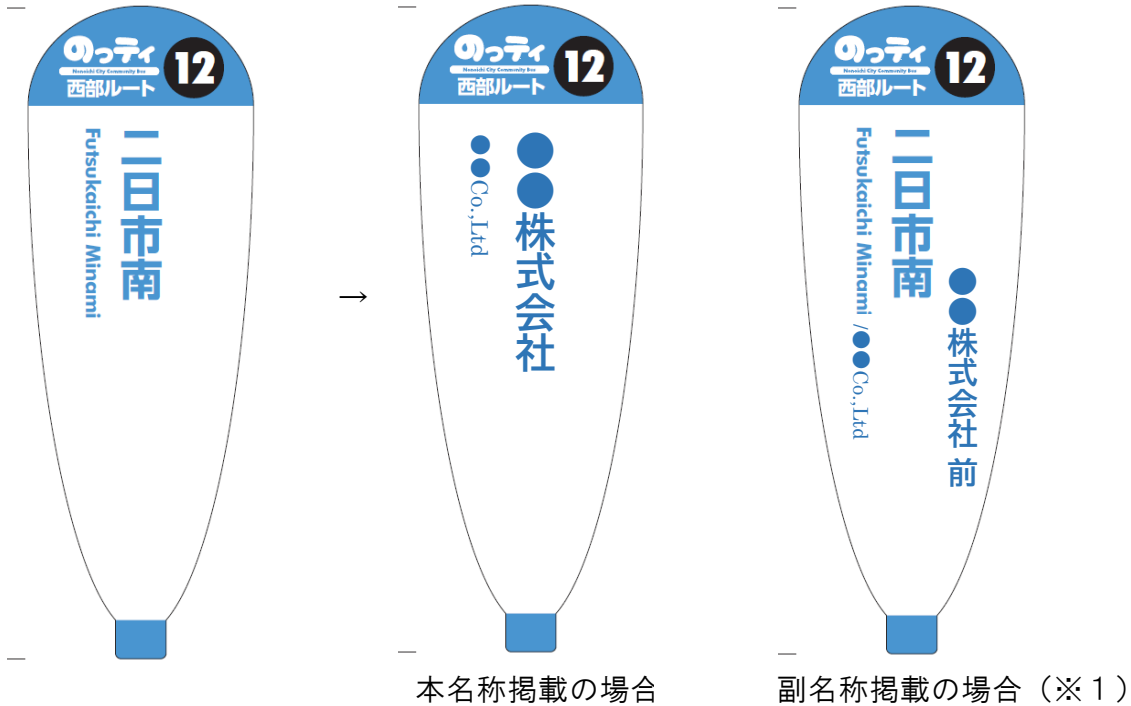 のっティ
Nonoichi City Community Bus
西部ルート
12
二日市南
Futsukaichi Minami
→
のっティ
Nonoichi City Community Bus
西部ルート
12
●●株式会社
●●Co.,Ltd
本名称掲載の場合
のっティ
Nonoichi City Community Bus
西部ルート
12
●●株式会社 前
二日市南
Futsukaichi Minami /●●Co.,Ltd
副名称掲載の場合（※１）